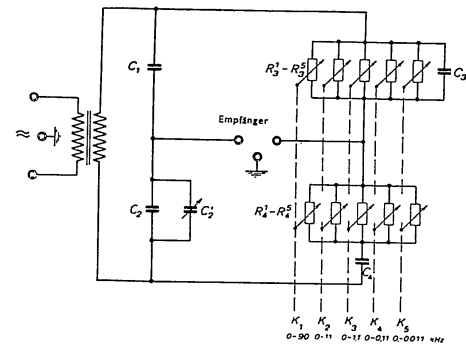 C₁
R₃¹-R₃⁵
C₃
≈
Empfänger
C₂
C₂'
R₄¹-R₄⁵
C₄
K₁ K₂ K₃ K₄ K₅
0-90 0-11 0-1,1 0-0,11 0,-0011 kHz